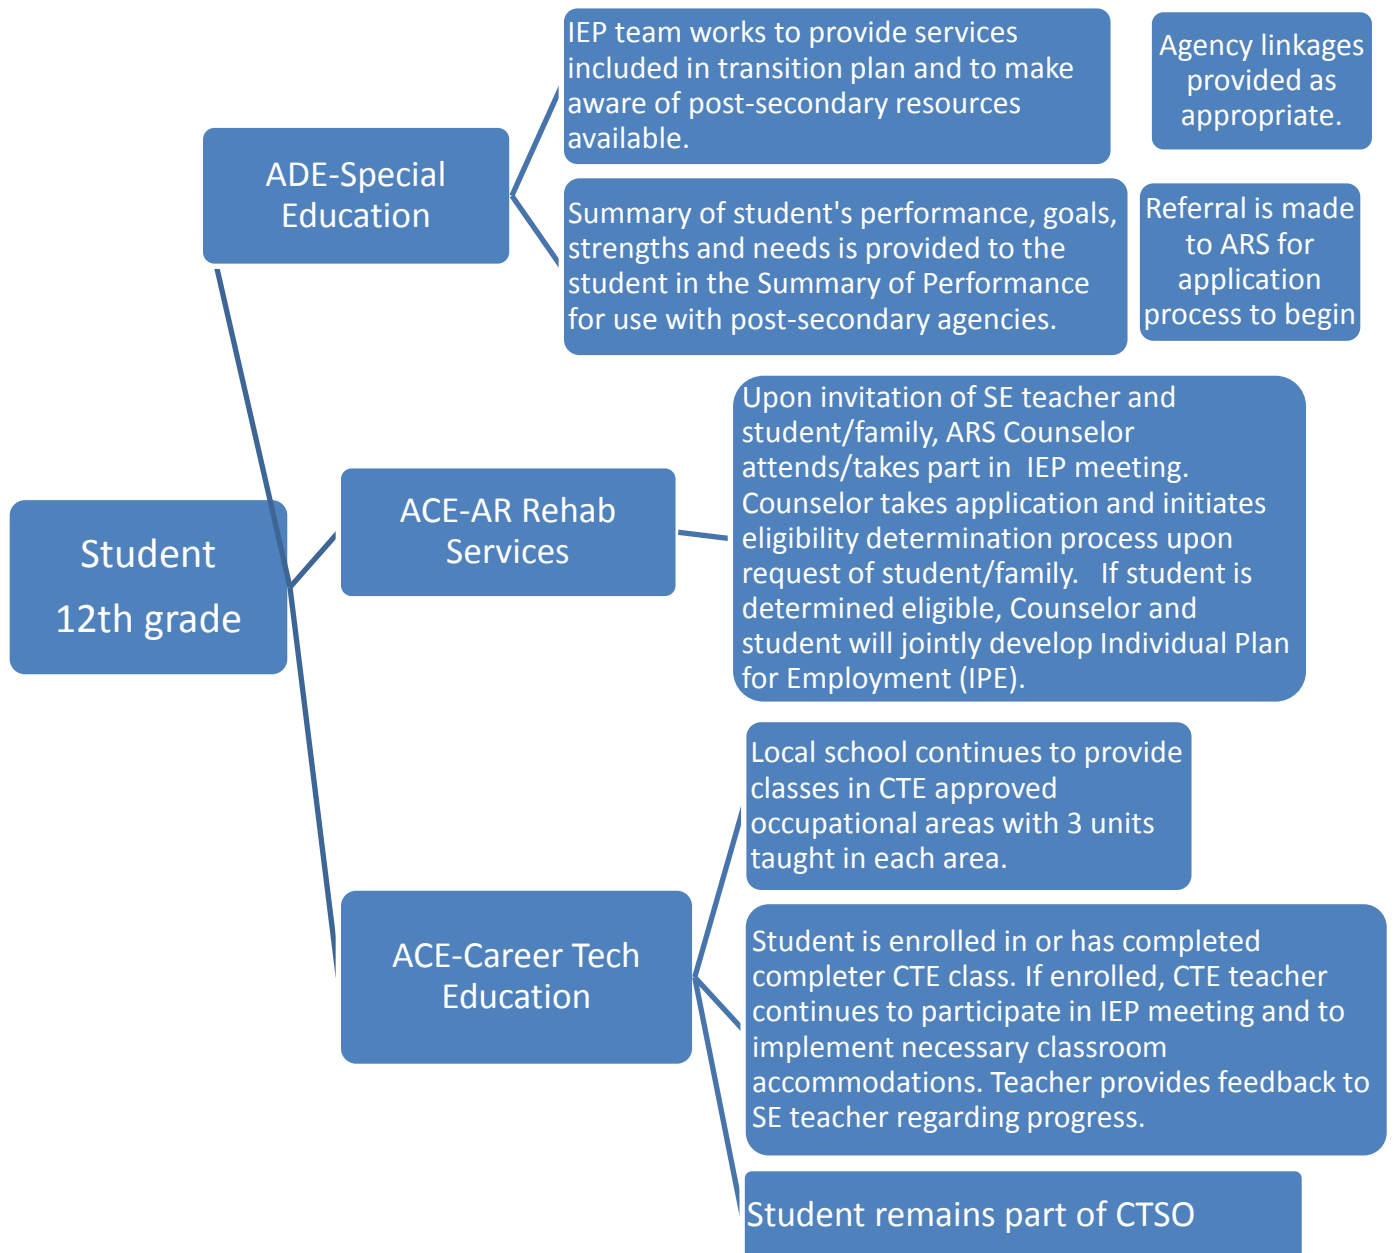 Student
12th grade
ADE-Special
Education
IEP team works to provide services
included in transition plan and to make
aware of post-secondary resources
available.
Agency linkages
provided as
appropriate.
Summary of student's performance, goals,
strengths and needs is provided to the
student in the Summary of Performance
for use with post-secondary agencies.
Referral is made
to ARS for
application
process to begin
ACE-AR Rehab
Services
Upon invitation of SE teacher and
student/family, ARS Counselor
attends/takes part in IEP meeting.
Counselor takes application and initiates
eligibility determination process upon
request of student/family. If student is
determined eligible, Counselor and
student will jointly develop Individual Plan
for Employment (IPE).
ACE-Career Tech
Education
Local school continues to provide
classes in CTE approved
occupational areas with 3 units
taught in each area.
Student is enrolled in or has completed
completer CTE class. If enrolled, CTE teacher
continues to participate in IEP meeting and to
implement necessary classroom
accommodations. Teacher provides feedback to
SE teacher regarding progress.
Student remains part of CTSO